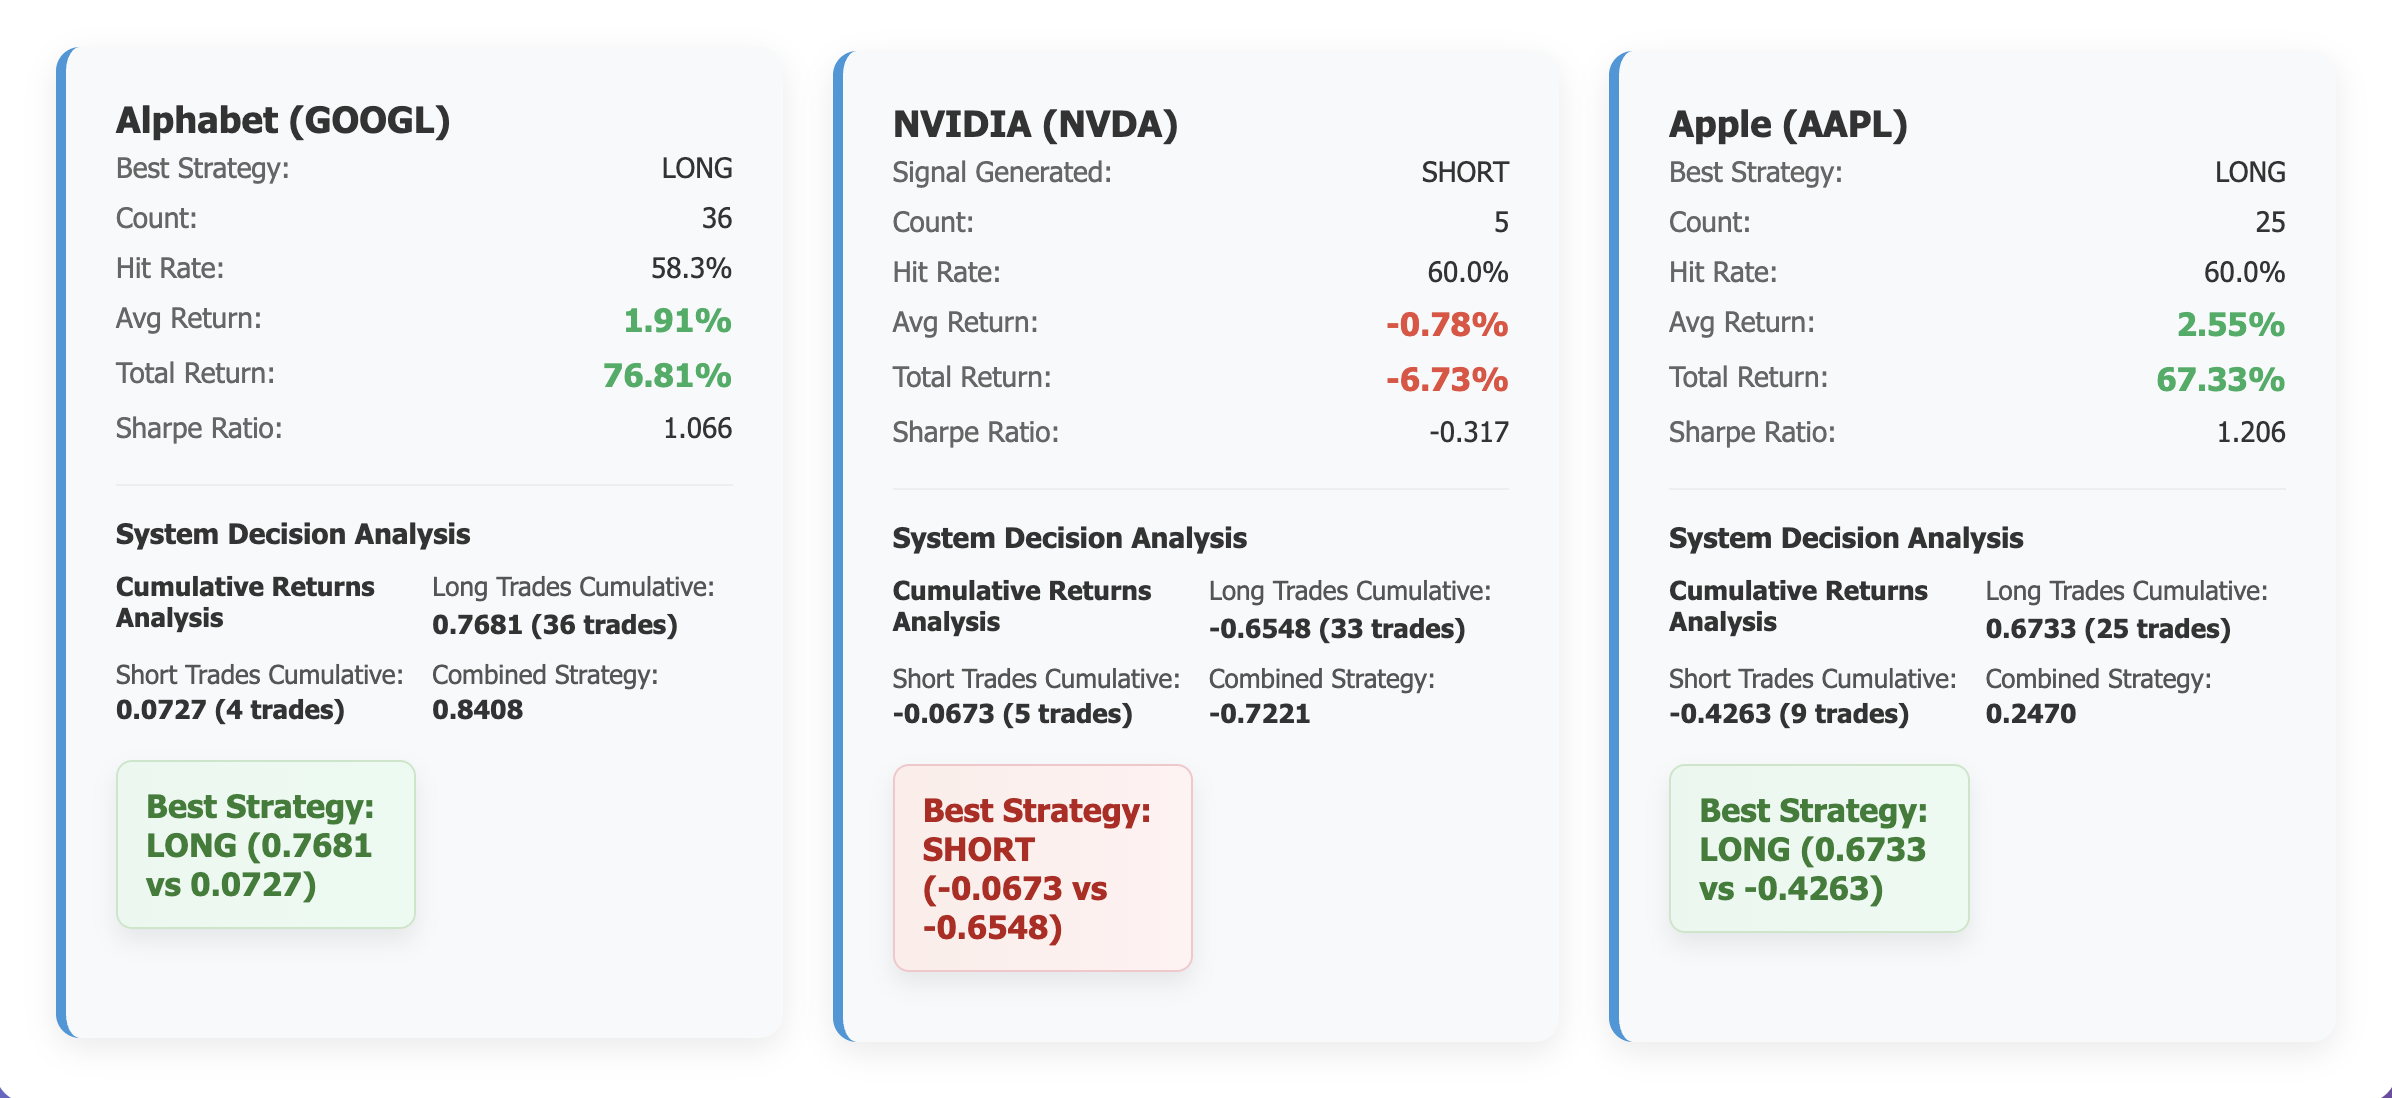 Alphabet (GOOGL)
Best Strategy: LONG
Count: 36
Hit Rate: 58.3%
Avg Return: 1.91%
Total Return: 76.81%
Sharpe Ratio: 1.066
System Decision Analysis
Cumulative Returns
Analysis
Long Trades Cumulative:
0.7681 (36 trades)
Short Trades Cumulative:
0.0727 (4 trades)
Combined Strategy:
0.8408
Best Strategy:
LONG (0.7681
vs 0.0727)
NVIDIA (NVDA)
Signal Generated: SHORT
Count: 5
Hit Rate: 60.0%
Avg Return: -0.78%
Total Return: -6.73%
Sharpe Ratio: -0.317
System Decision Analysis
Cumulative Returns
Analysis
Long Trades Cumulative:
-0.6548 (33 trades)
Short Trades Cumulative:
-0.0673 (5 trades)
Combined Strategy:
-0.7221
Best Strategy:
SHORT
(-0.0673 vs
-0.6548)
Apple (AAPL)
Best Strategy: LONG
Count: 25
Hit Rate: 60.0%
Avg Return: 2.55%
Total Return: 67.33%
Sharpe Ratio: 1.206
System Decision Analysis
Cumulative Returns
Analysis
Long Trades Cumulative:
0.6733 (25 trades)
Short Trades Cumulative:
-0.4263 (9 trades)
Combined Strategy:
0.2470
Best Strategy:
LONG (0.6733
vs -0.4263)